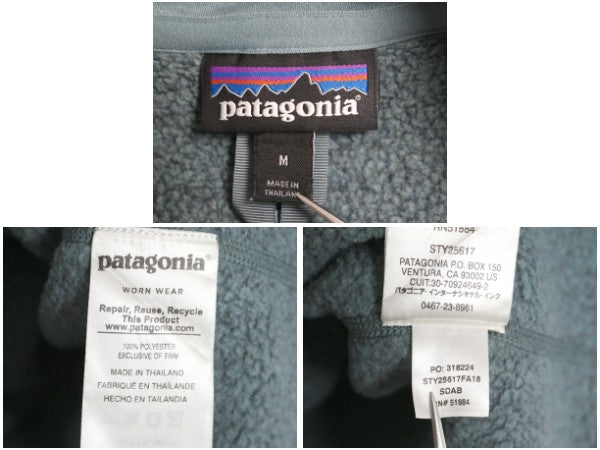 patagonia®
M
MADE IN
THAILAND
patagonia®
WORN WEAR
Repair, Reuse, Recycle
This Product
www.patagonia.com
100% POLYESTER
EXCLUSIVE OF TRIM
MADE IN THAILAND
FABRIQUÉ EN THAÏLANDE
HECHO EN TAILANDIA
RN51884
STY25617
PATAGONIA P.O. BOX 150
VENTURA, CA 93002 US
CUIT:30-70924649-2
パタゴニア・インターナショナル・インク
0467-23-8961
PO: 318224
STY25617FA18
SDAB
RN# 51884